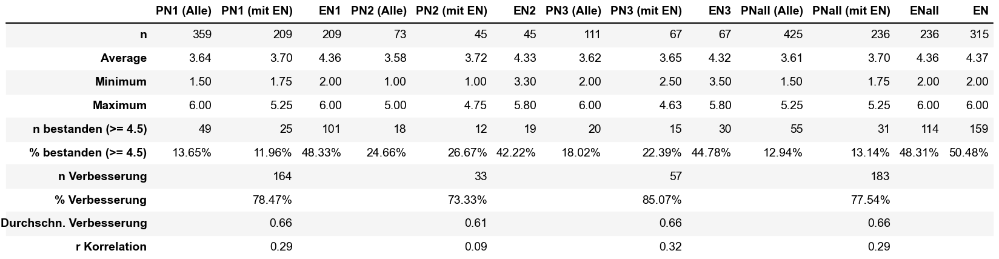 PN1 (Alle) PN1 (mit EN) EN1 PN2 (Alle) PN2 (mit EN) EN2 PN3 (Alle) PN3 (mit EN) EN3 PNall (Alle) PNall (mit EN) ENall EN
n 359 209 209 73 45 45 111 67 67 425 236 236 315
Average 3.64 3.70 4.36 3.58 3.72 4.33 3.62 3.65 4.32 3.61 3.70 4.36 4.37
Minimum 1.50 1.75 2.00 1.00 1.00 3.30 2.00 2.50 3.50 1.50 1.75 2.00 2.00
Maximum 6.00 5.25 6.00 5.00 4.75 5.80 6.00 4.63 5.80 5.25 5.25 6.00 6.00
n bestanden (>= 4.5) 49 25 101 18 12 19 20 15 30 55 31 114 159
% bestanden (>= 4.5) 13.65% 11.96% 48.33% 24.66% 26.67% 42.22% 18.02% 22.39% 44.78% 12.94% 13.14% 48.31% 50.48%
n Verbesserung 164 33 57 183
% Verbesserung 78.47% 73.33% 85.07% 77.54%
Durchschn. Verbesserung 0.66 0.61 0.66 0.66
r Korrelation 0.29 0.09 0.32 0.29